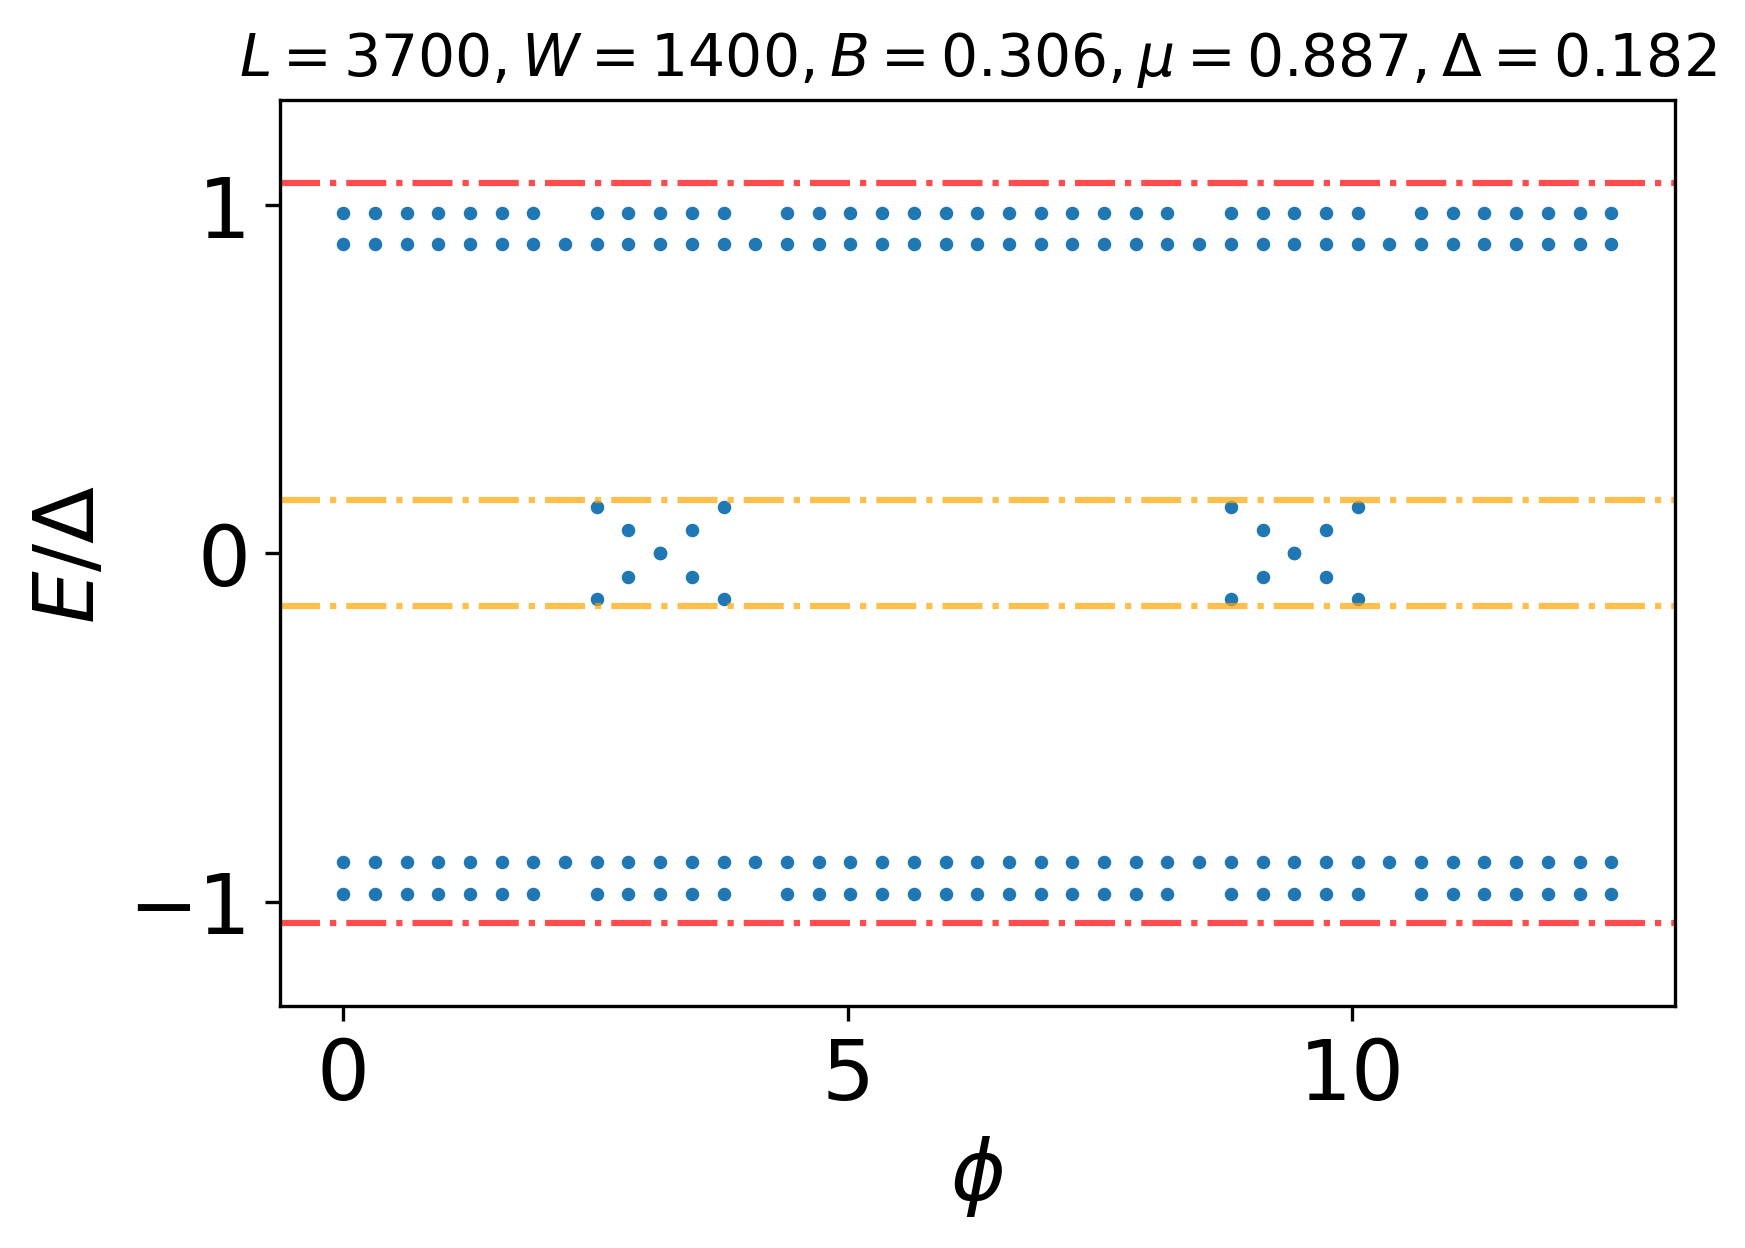 L = 3700, W = 1400, B = 0.306, μ = 0.887, Δ = 0.182
1
0
−1
E/Δ
0 5 10
ϕ